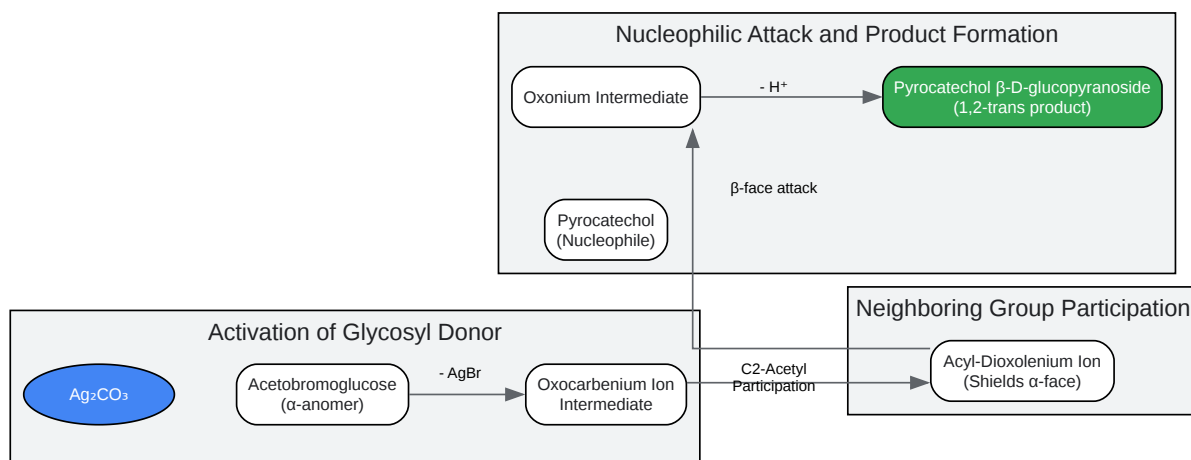 Nucleophilic Attack and Product Formation
Oxonium Intermediate
- H⁺
Pyrocatechol β-D-glucopyranoside
(1,2-trans product)
β-face attack
Pyrocatechol
(Nucleophile)
Neighboring Group Participation
Activation of Glycosyl Donor
Ag₂CO₃
Acetobromoglucose
(α-anomer)
- AgBr
Oxocarbenium Ion
Intermediate
C2-Acetyl
Participation
Acyl-Dioxolenium Ion
(Shields α-face)